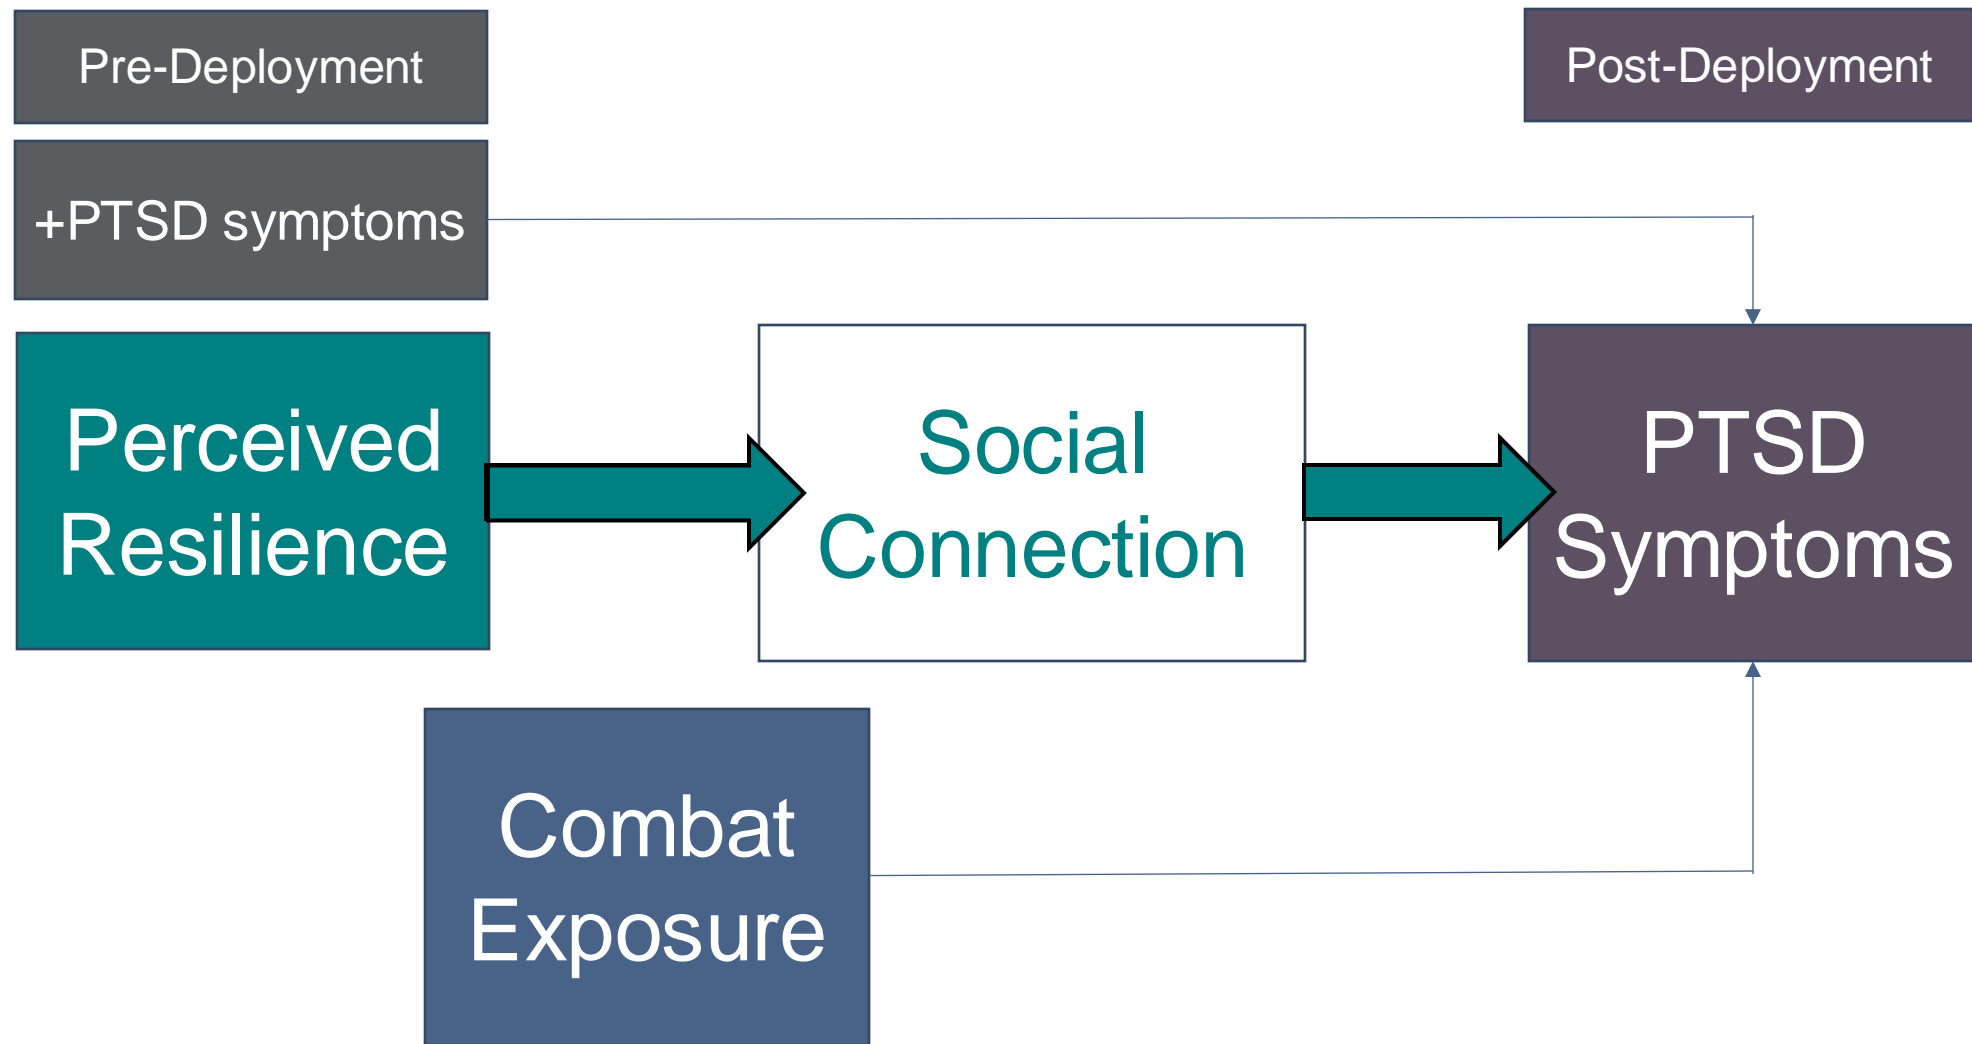 Pre-Deployment
Post-Deployment
+PTSD symptoms
Perceived
Resilience
Social
Connection
PTSD
Symptoms
Combat
Exposure